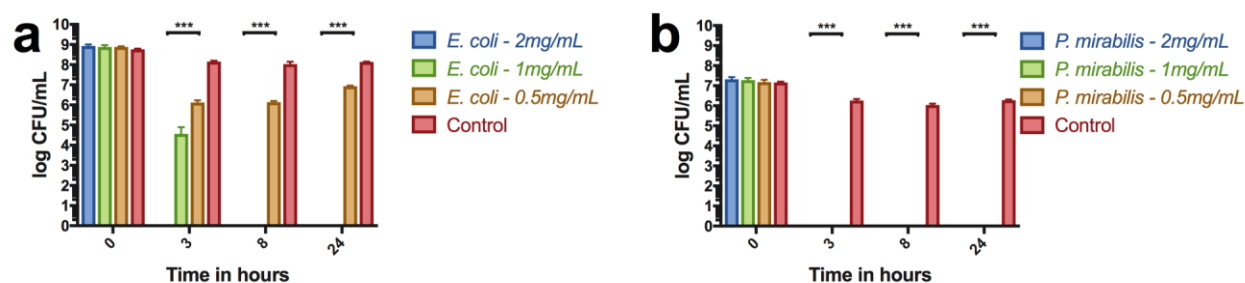 a
log CFU/mL
10
9
8
7
6
5
4
3
2
1
0
*** *** ***
0 3 8 24
Time in hours
E. coli - 2mg/mL
E. coli - 1mg/mL
E. coli - 0.5mg/mL
Control
b
log CFU/mL
10
9
8
7
6
5
4
3
2
1
0
*** *** ***
0 3 8 24
Time in hours
P. mirabilis - 2mg/mL
P. mirabilis - 1mg/mL
P. mirabilis - 0.5mg/mL
Control